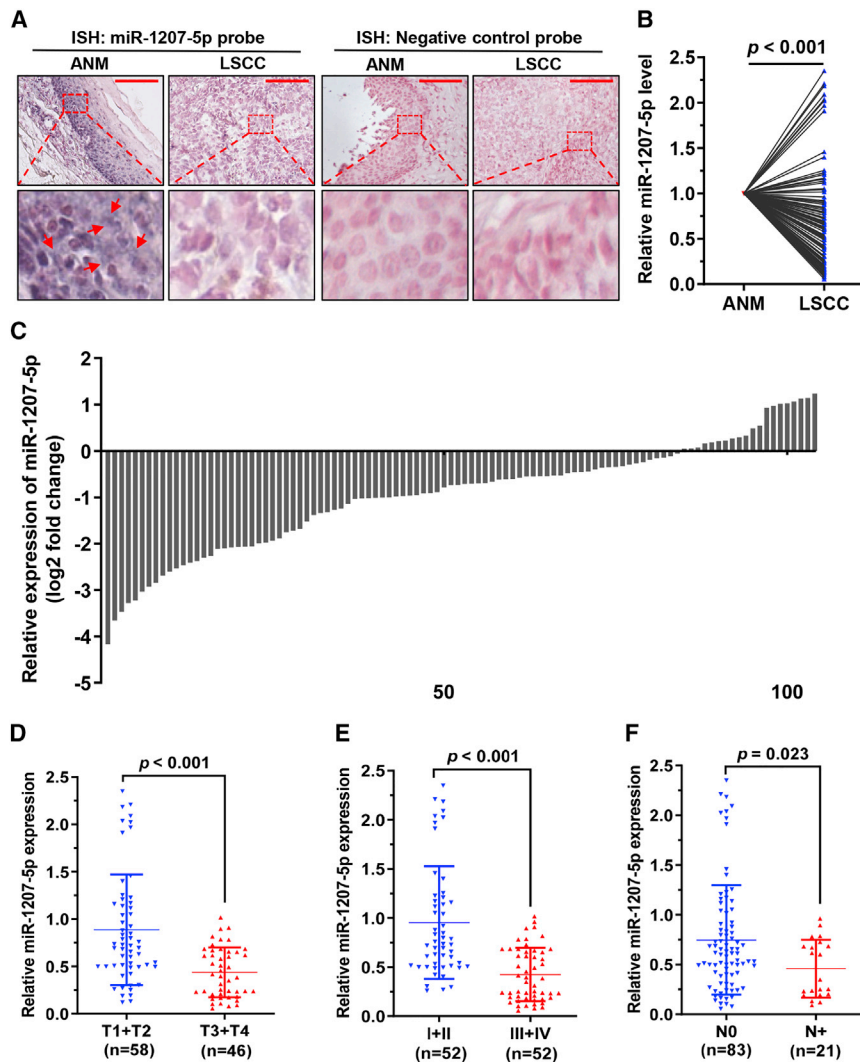 A
ISH: miR-1207-5p probe
ISH: Negative control probe
ANM
LSCC
ANM
LSCC
B
p < 0.001
Relative miR-1207-5p level
2.5
2.0
1.5
1.0
0.5
0.0
ANM
LSCC
C
Relative expression of miR-1207-5p
(log2 fold change)
2
1
0
-1
-2
-3
-4
-5
50
100
D
p < 0.001
Relative miR-1207-5p expression
2.5
2.0
1.5
1.0
0.5
0.0
T1+T2
(n=58)
T3+T4
(n=46)
E
p < 0.001
Relative miR-1207-5p expression
2.5
2.0
1.5
1.0
0.5
0.0
I+II
(n=52)
III+IV
(n=52)
F
p = 0.023
Relative miR-1207-5p expression
2.5
2.0
1.5
1.0
0.5
0.0
N0
(n=83)
N+
(n=21)